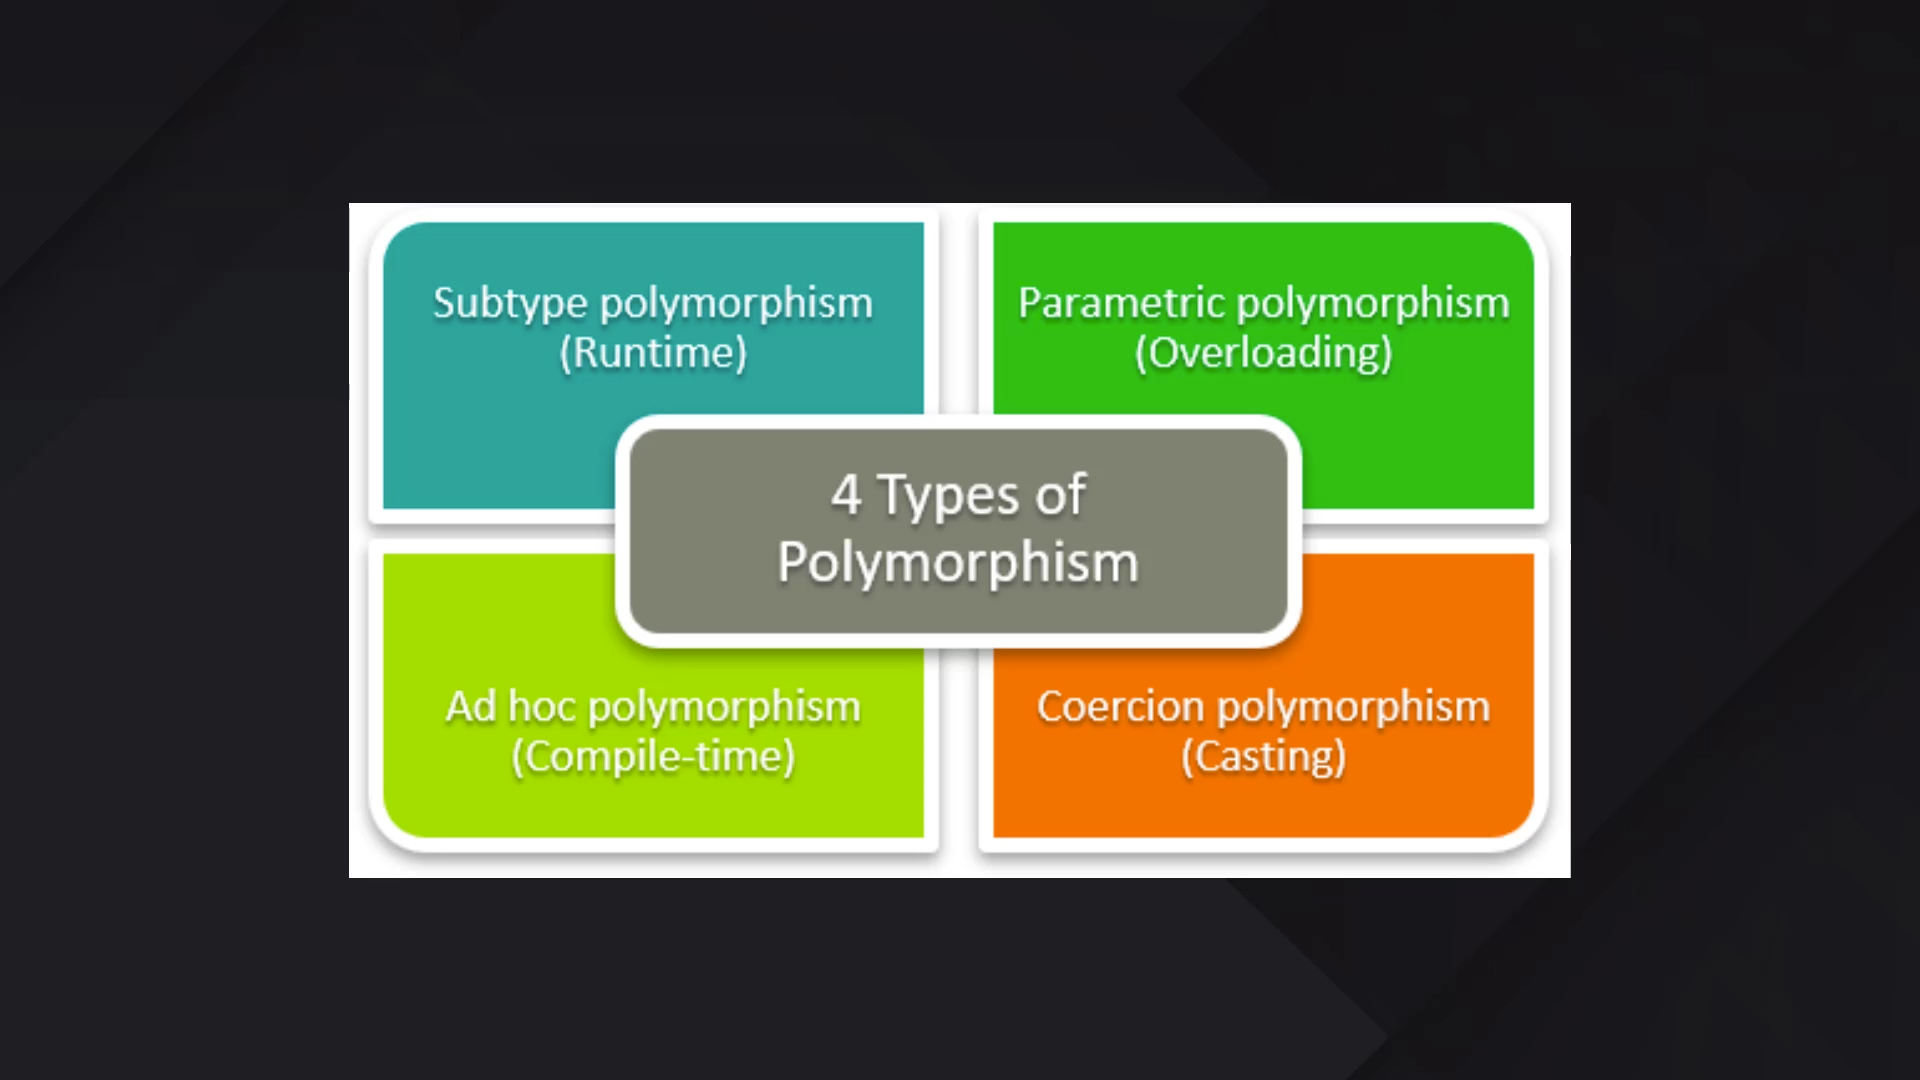 Subtype polymorphism
(Runtime)
Parametric polymorphism
(Overloading)
4 Types of
Polymorphism
Ad hoc polymorphism
(Compile-time)
Coercion polymorphism
(Casting)